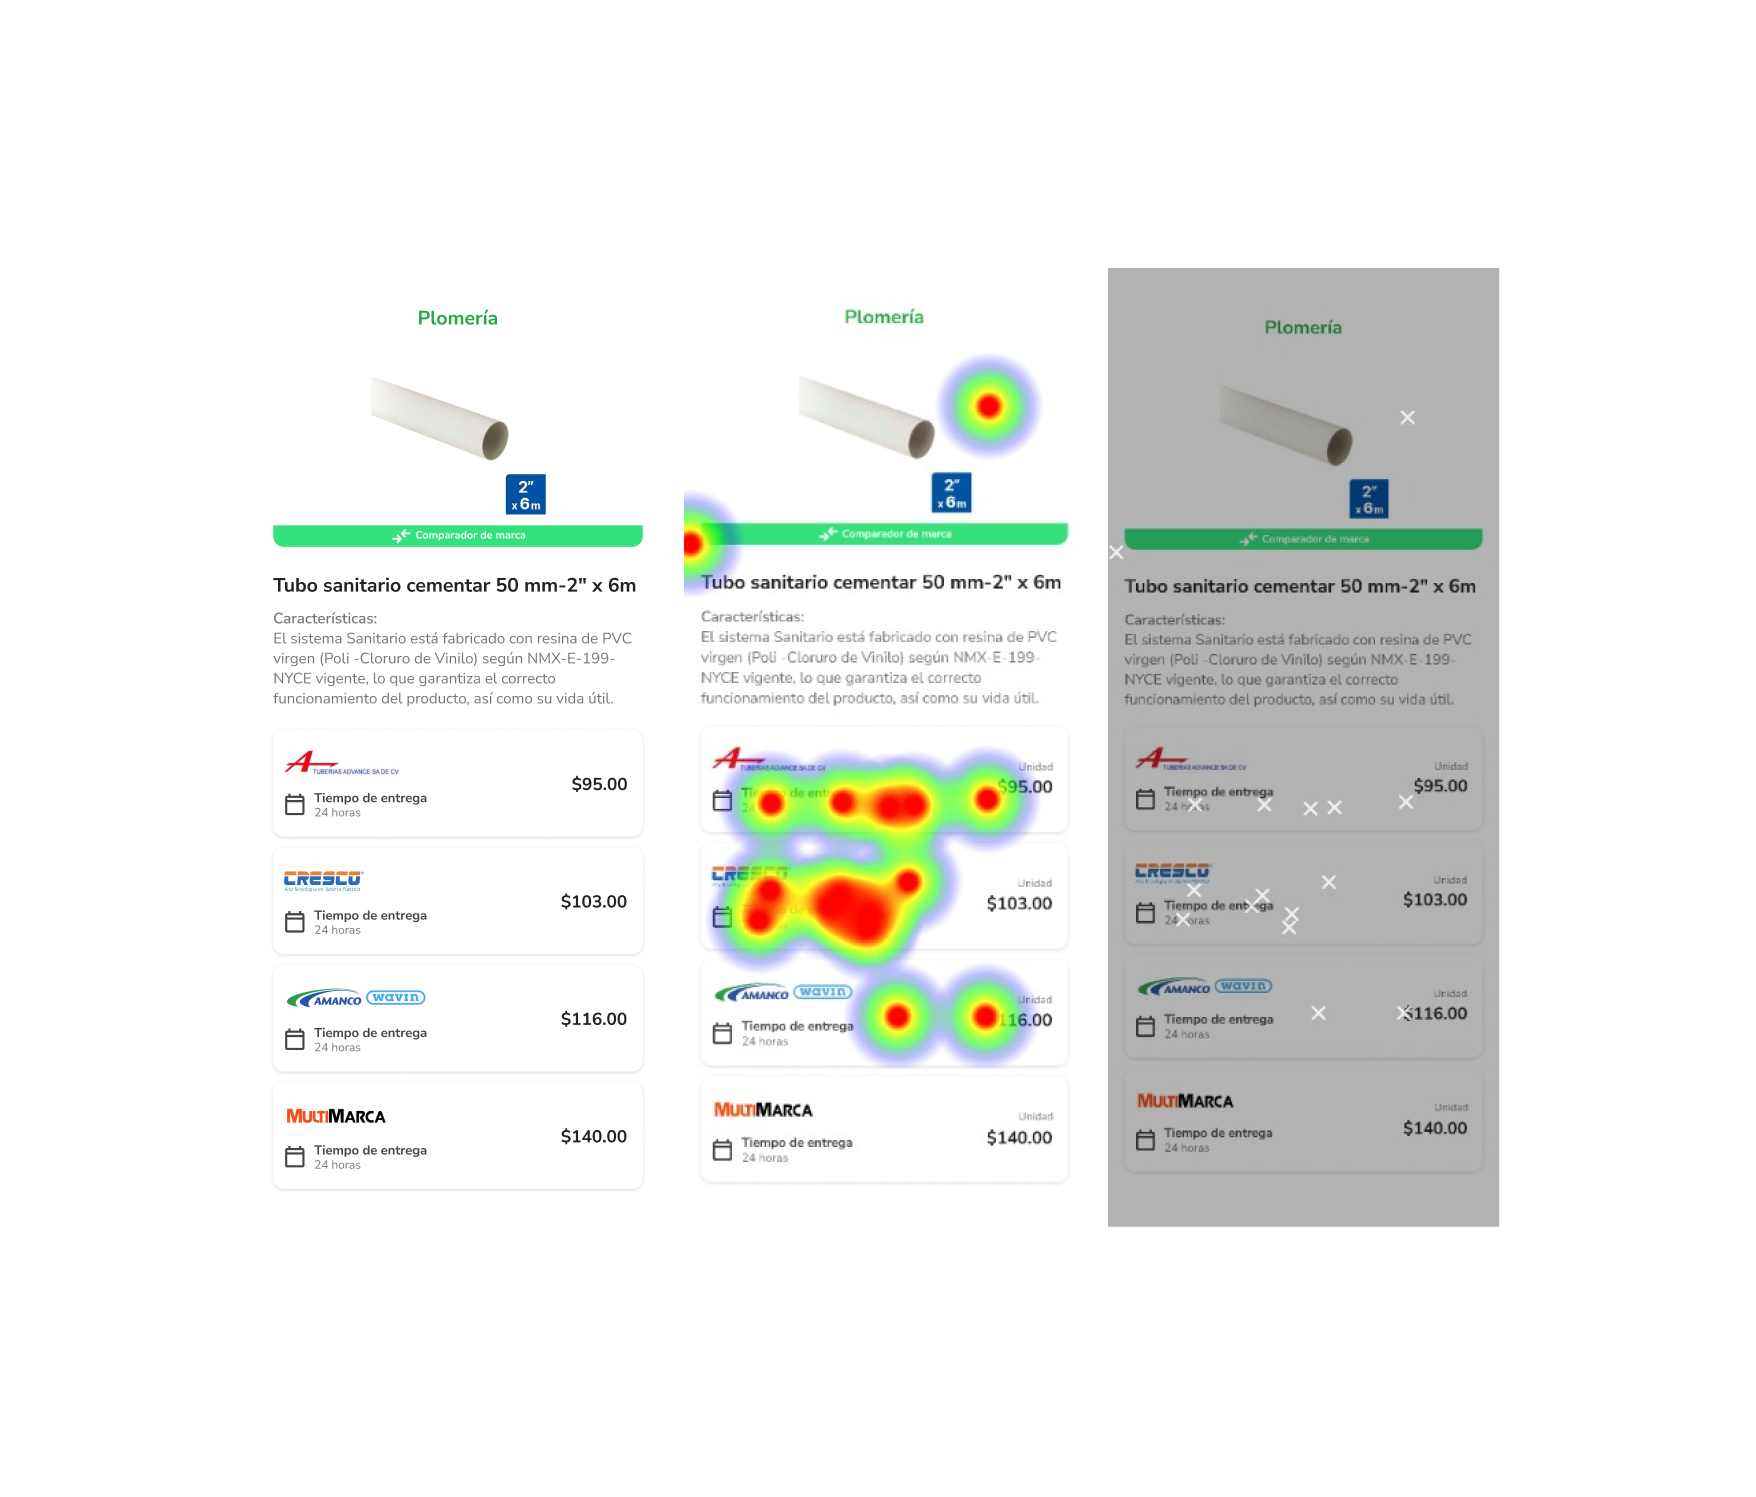 Plomería
2"
x 6m
Comparador de marca
Tubo sanitario cementar 50 mm-2" x 6m
Características:
El sistema Sanitario está fabricado con resina de PVC
virgen (Poli -Cloruro de Vinilo) según NMX-E-199-
NYCE vigente, lo que garantiza el correcto
funcionamiento del producto, así como su vida útil.
A
TUBERIAS ADVANCE SA DE CV
$95.00
Tiempo de entrega
24 horas
CRESCO
Alta Tecnología en Tubería Plástica
$103.00
Tiempo de entrega
24 horas
AMANCO wavin
$116.00
Tiempo de entrega
24 horas
MULTIMARCA
$140.00
Tiempo de entrega
24 horas
Plomería
2"
x 6m
Comparador de marca
Tubo sanitario cementar 50 mm-2" x 6m
Características:
El sistema Sanitario está fabricado con resina de PVC
virgen (Poli -Cloruro de Vinilo) según NMX-E-199-
NYCE vigente, lo que garantiza el correcto
funcionamiento del producto, así como su vida útil.
A
TUBERIAS ADVANCE SA DE CV
Unidad
$95.00
CRESCO
Unidad
$103.00
AMANCO wavin
Unidad
116.00
Tiempo de entrega
24 horas
MULTIMARCA
Unidad
$140.00
Tiempo de entrega
24 horas
Plomería
2"
x 6m
Comparador de marca
Tubo sanitario cementar 50 mm-2" x 6m
Características:
El sistema Sanitario está fabricado con resina de PVC
virgen (Poli -Cloruro de Vinilo) según NMX-E-199-
NYCE vigente, lo que garantiza el correcto
funcionamiento del producto, así como su vida útil.
A
TUBERIAS ADVANCE SA DE CV
Unidad
$95.00
Tiempo de entrega
24 horas
CRESCO
Unidad
$103.00
Tiempo de entrega
24 horas
AMANCO wavin
Unidad
$116.00
Tiempo de entrega
24 horas
MULTIMARCA
Unidad
$140.00
Tiempo de entrega
24 horas